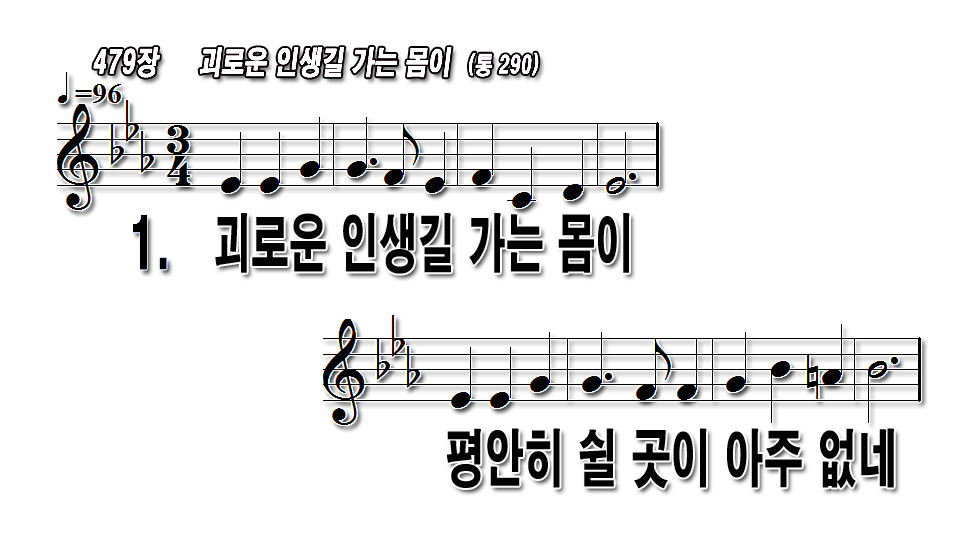 479장 괴로운 인생길 가는 몸이 (통 290)
♩=96
3/4
1. 괴로운 인생길 가는 몸이
평안히 쉴 곳이 아주 없네